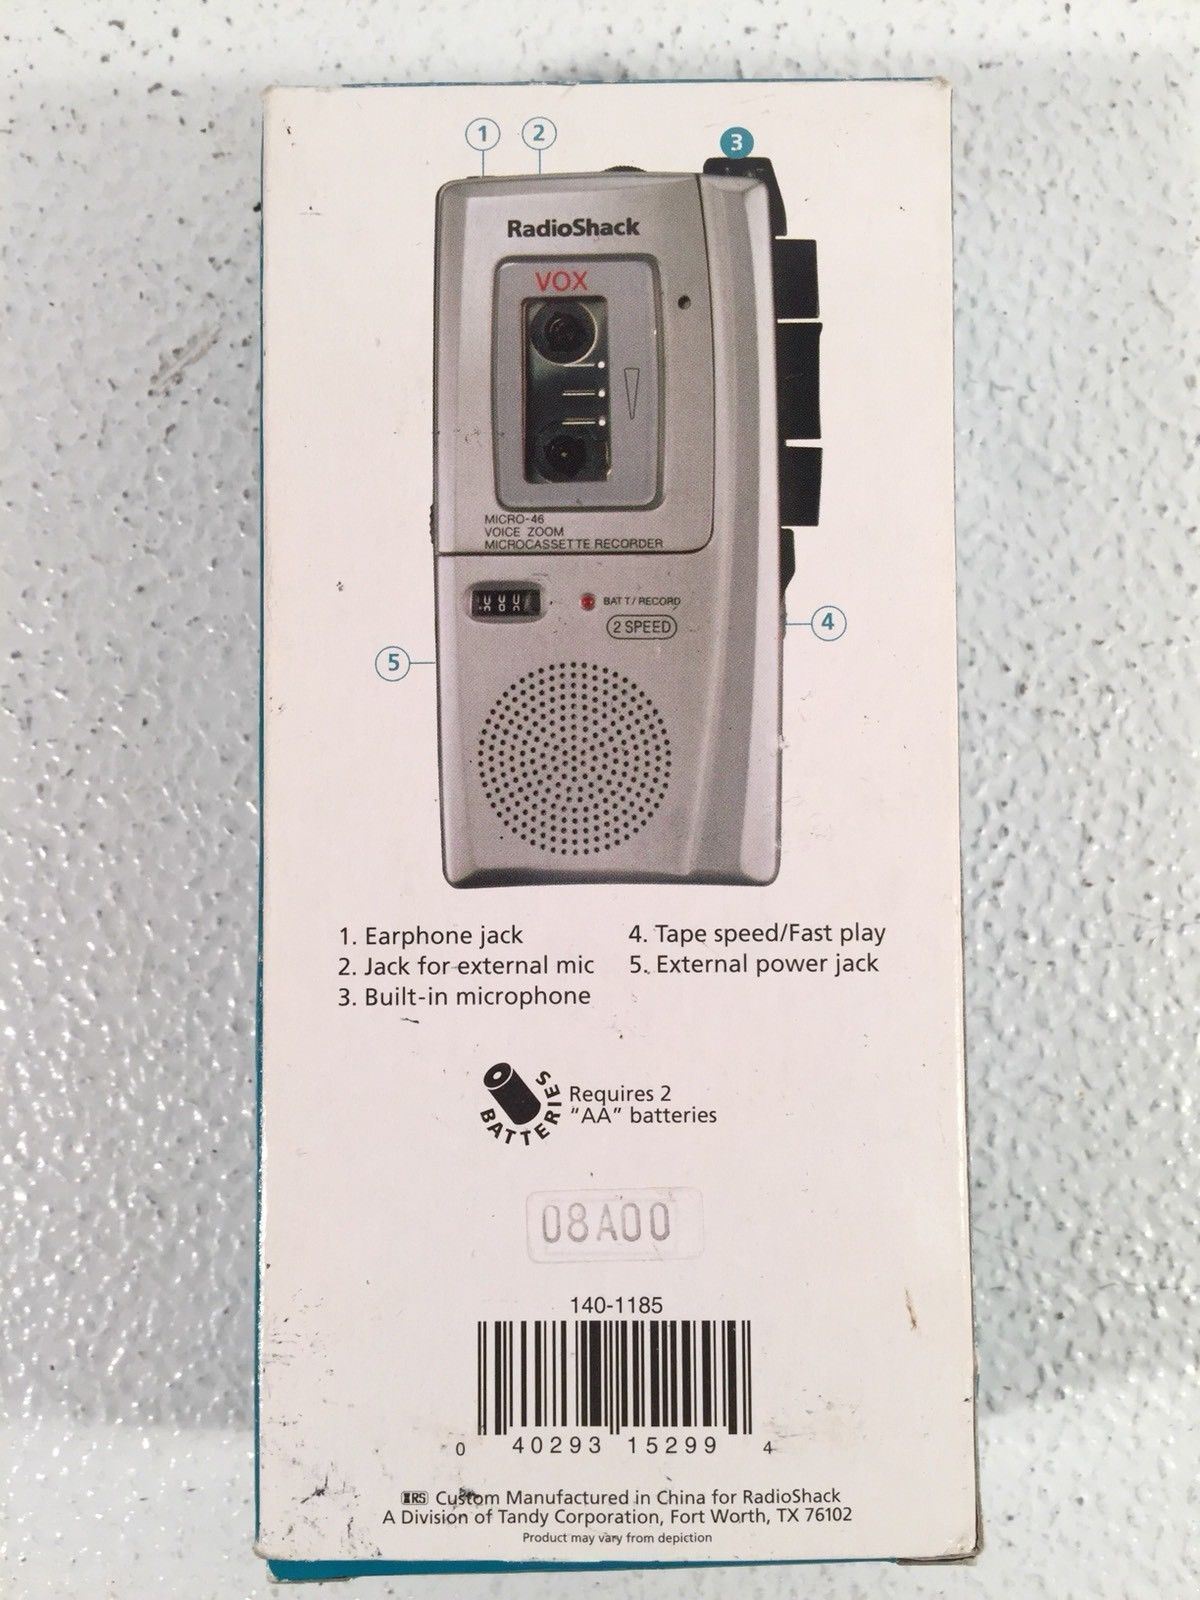 1
2
3
RadioShack
VOX
MICRO-46
VOICE ZOOM
MICROCASSETTE RECORDER
BATT/RECORD
2 SPEED
4
5
1. Earphone jack
2. Jack for external mic
3. Built-in microphone
4. Tape speed/Fast play
5. External power jack
BATTERIES
Requires 2
"AA" batteries
08A00
140-1185
0 40293 15299 4
RS Custom Manufactured in China for RadioShack
A Division of Tandy Corporation, Fort Worth, TX 76102
Product may vary from depiction